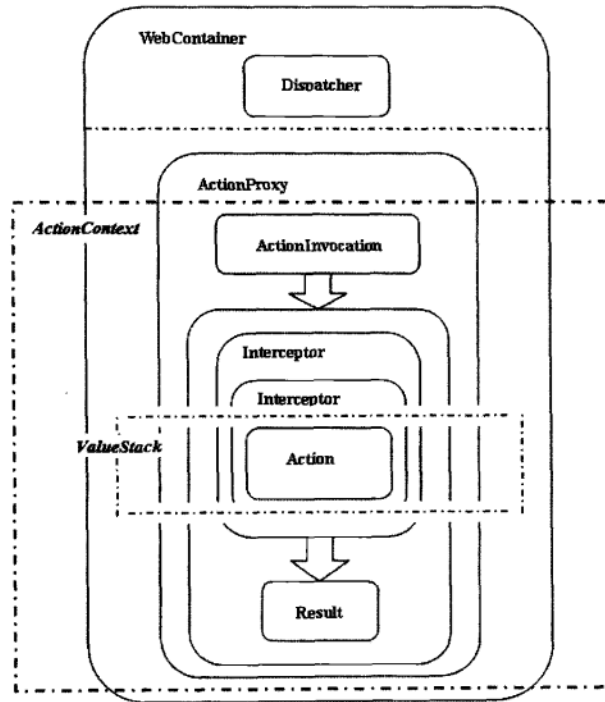 WebContainer
Dispatcher
ActionProxy
ActionContext
ActionInvocation
Interceptor
Interceptor
ValueStack
Action
Result